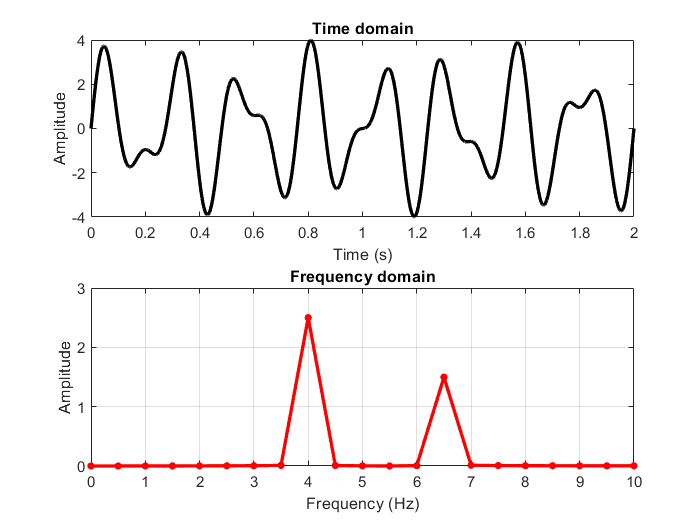 Time domain
4
2
0
-2
-4
Amplitude
0 0.2 0.4 0.6 0.8 1 1.2 1.4 1.6 1.8 2
Time (s)
Frequency domain
3
2
1
0
Amplitude
0 1 2 3 4 5 6 7 8 9 10
Frequency (Hz)